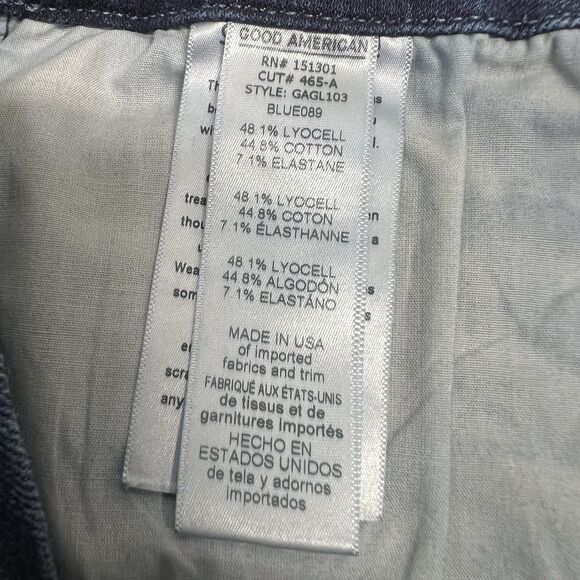 GOOD AMERICAN
RN# 151301
CUT# 465-A
STYLE: GAGL103
BLUE089
48.1% LYOCELL
44.8% COTTON
7.1% ELASTANE
48.1% LYOCELL
44.8% COTON
7.1% ÉLASTHANNE
48.1% LYOCELL
44.8% ALGODÓN
7.1% ELASTÁNO
MADE IN USA
of imported
fabrics and trim
FABRIQUÉ AUX ÉTATS-UNIS
de tissus et de
garnitures importés
HECHO EN
ESTADOS UNIDOS
de tela y adornos
importados